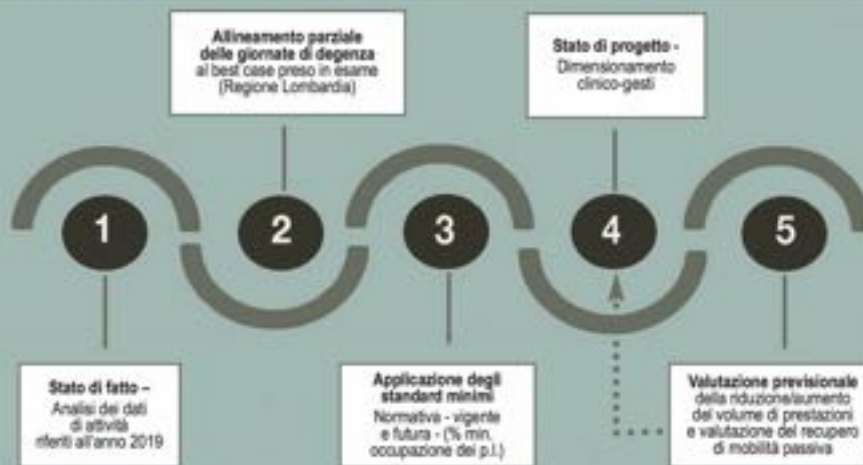 Allineamento parziale
delle giornate di degenza
al best case preso in esame
(Regione Lombardia)
Stato di progetto -
Dimensionamento
clinico-gesti
1
2
3
4
5
Stato di fatto –
Analisi dei dati
di attività
riferiti all'anno 2019
Applicazione degli
standard minimi
Normativa - vigente
e futura - (% min.
occupazione dei p.l.)
Valutazione previsionale
della riduzione/aumento
del volume di prestazioni
e valutazione del recupero
di mobilità passiva